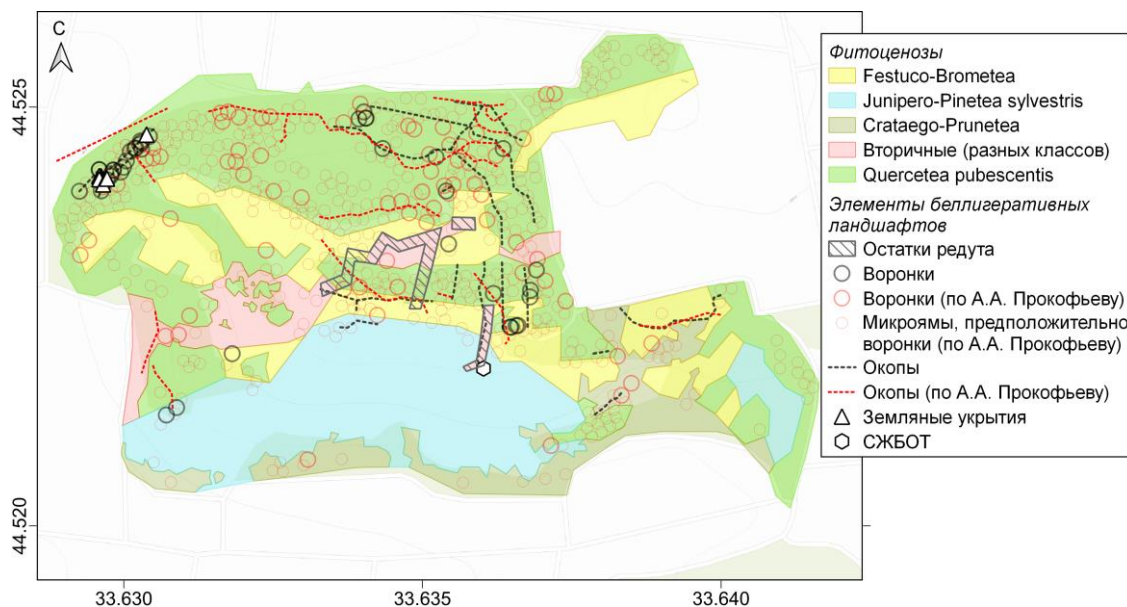 С
44.525
44.520
33.630
33.635
33.640
Фитоценозы
Festuco-Brometea
Junipero-Pinetea sylvestris
Crataego-Prunetea
Вторичные (разных классов)
Quercetea pubescentis
Элементы беллигеративных
ландшафтов
Остатки редута
Воронки
Воронки (по А.А. Прокофьеву)
Микроямы, предположительно
воронки (по А.А. Прокофьеву)
Окопы
Окопы (по А.А. Прокофьеву)
Земляные укрытия
СЖБОТ